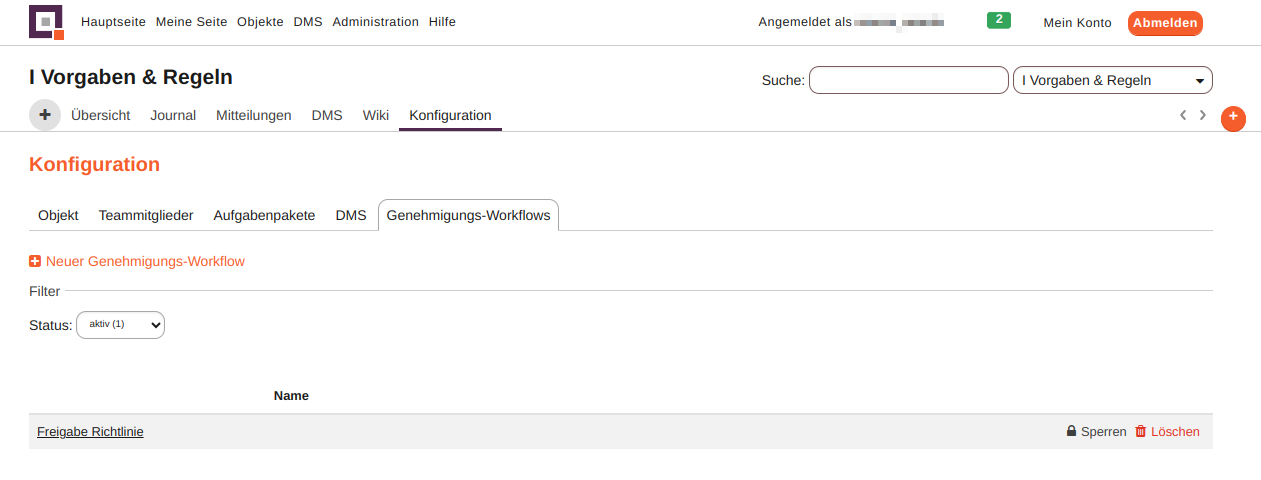 Hauptseite Meine Seite Objekte DMS Administration Hilfe
Angemeldet als
2
Mein Konto
Abmelden
I Vorgaben & Regeln
Suche:
I Vorgaben & Regeln
Übersicht Journal Mitteilungen DMS Wiki Konfiguration
Konfiguration
Objekt Teammitglieder Aufgabenpakete DMS Genehmigungs-Workflows
Neuer Genehmigungs-Workflow
Filter
Status: aktiv (1)
Name
Freigabe Richtlinie Sperren Löschen